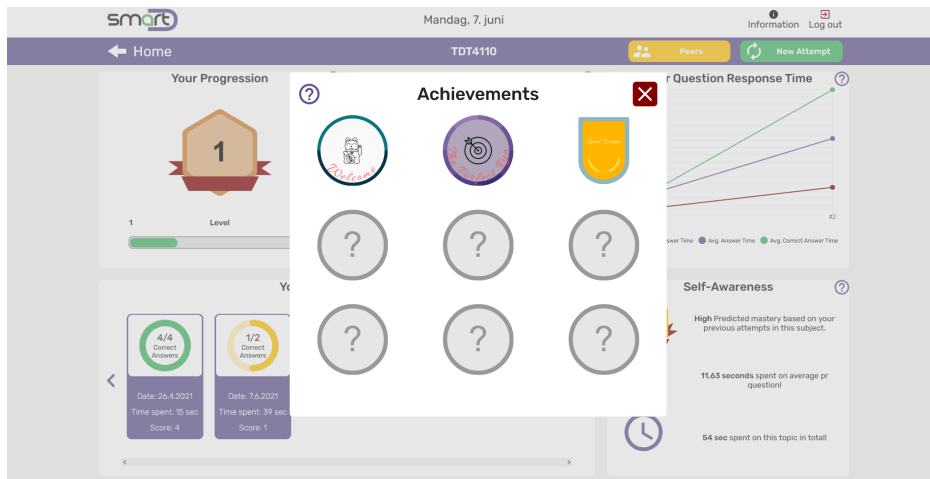 smart
Mandag, 7. juni
Information
Log out
Home
TDT4110
Peers
New Attempt
Your Progression
?
1
1
Level
Achievements
?
X
Welcome
The Perfect Run
?
?
?
?
?
?
r Question Response Time
?
#2
swer Time
Avg. Answer Time
Avg. Correct Answer Time
Yo
4/4
Correct
Answers
Date: 26.4.2021
Time spent: 15 sec
Score: 4
1/2
Correct
Answers
Date: 7.6.2021
Time spent: 39 sec
Score: 1
Self-Awareness
?
High Predicted mastery based on your
previous attempts in this subject.
11.63 seconds spent on average pr
question!
54 sec spent on this topic in total!